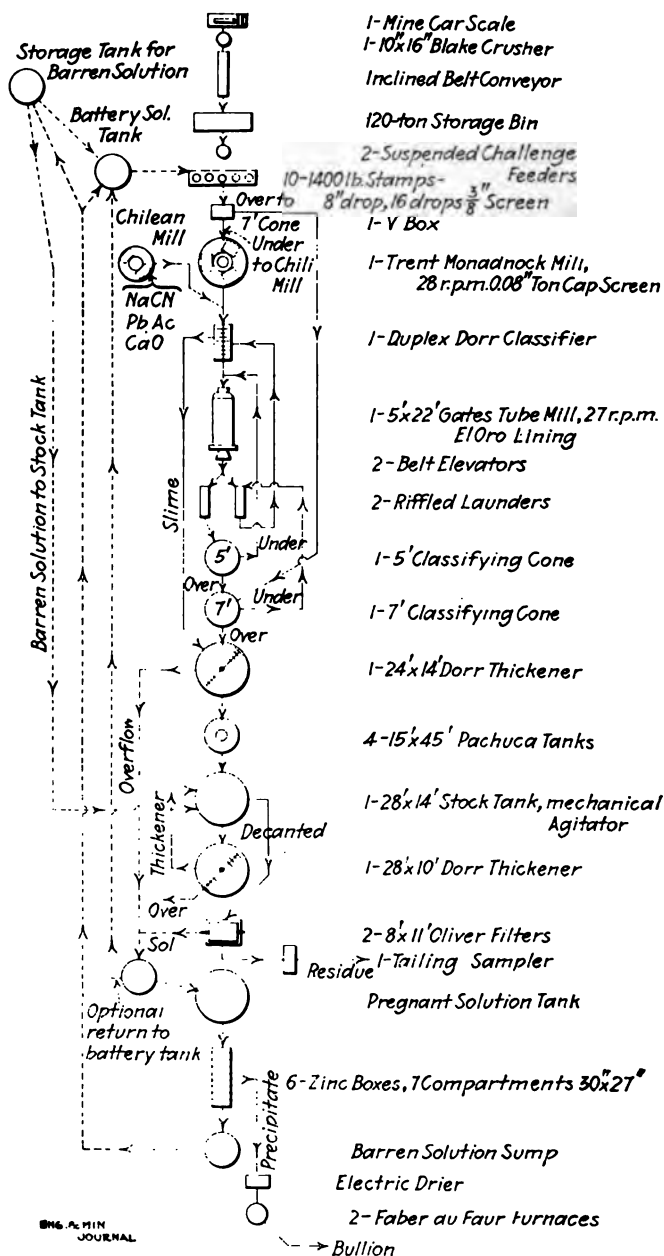 1-Mine Car Scale
Storage Tank for
Barren Solution
1-10"x16" Blake Crusher
Inclined Belt Conveyor
Battery Sol.
Tank
120-ton Storage Bin
2-Suspended Challenge
Feeders
10-1400 lb. Stamps-
to 8" drop, 16 drops 3/8" Screen
Over
7' Cone
Under
to Chili
Mill
1-V Box
Chilean
Mill
1-Trent Monadnock Mill,
28 r.p.m. 0.08" Ton Cap Screen
NaCN
Pb Ac
CaO
1-Duplex Dorr Classifier
1-5'x22' Gates Tube Mill, 27 r.p.m.
El Oro Lining
2-Belt Elevators
2-Riffled Launders
Slime
Barren Solution to Stock Tank
5'
Under
1-5' Classifying Cone
Over
7'
Under
1-7' Classifying Cone
Over
1-24'x14' Dorr Thickener
Overflow
4-15'x45' Pachuca Tanks
1-28'x14' Stock Tank, mechanical
Agitator
Thickener
Decanted
1-28'x10' Dorr Thickener
Over
Sol
2-8'x11' Oliver Filters
Residue
1-Tailing Sampler
Pregnant Solution Tank
Optional
return to
battery tank
6-Zinc Boxes, 7 Compartments 30"x27"
Precipitate
Barren Solution Sump
Electric Drier
2-Faber au Faur Furnaces
Bullion
ENG. & MIN
JOURNAL